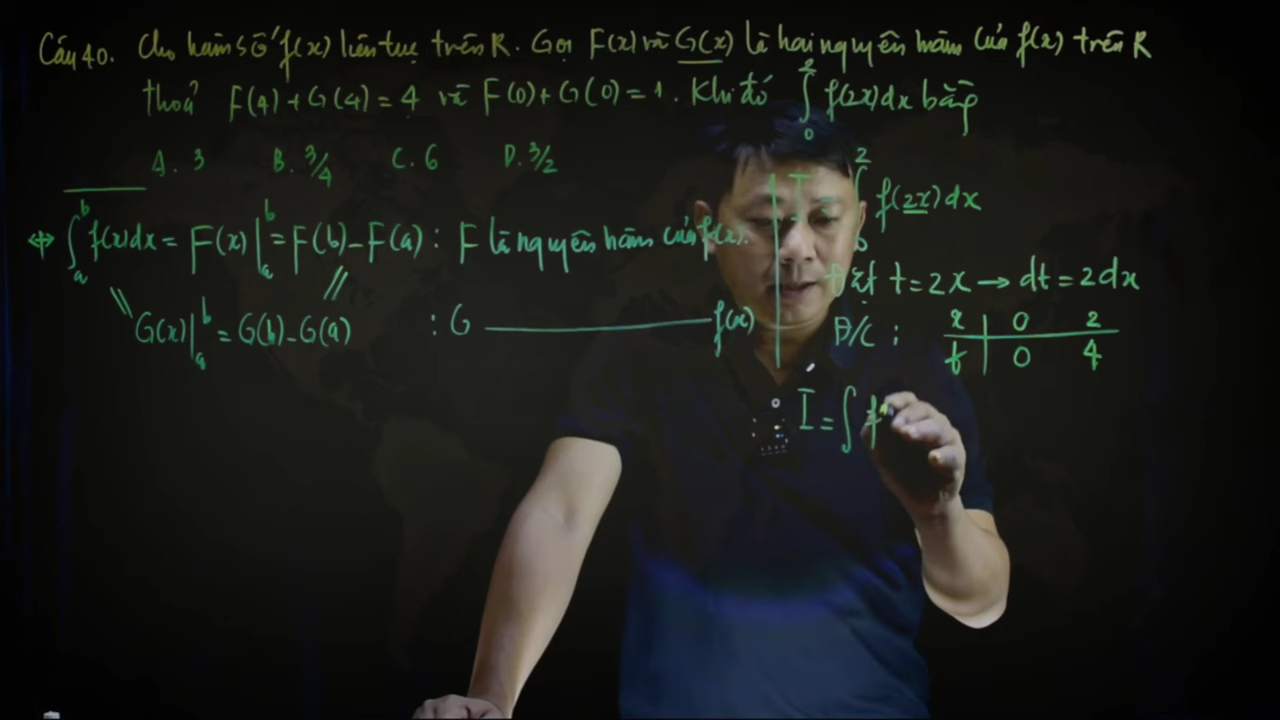 Câu 40. Cho hàm số f(x) liên tục trên R. Gọi F(x) và G(x) là hai nguyên hàm của f(x) trên R
thoả F(4) + G(4) = 4 và F(0) + G(0) = 1. Khi đó ∫₀² f(2x)dx bằng
A. 3 B. 3/4 C. 6 D. 3/2
⇔ ∫ₐᵇ f(x)dx = F(x)|ₐᵇ = F(b) - F(a) : F là nguyên hàm của f(x).
G(x)|ₐᵇ = G(b) - G(a) : G ——— f(x)
I = ∫₀² f(2x)dx
Đặt t = 2x → dt = 2dx
Đ/C : x | 0 2
t | 0 4
I = ∫